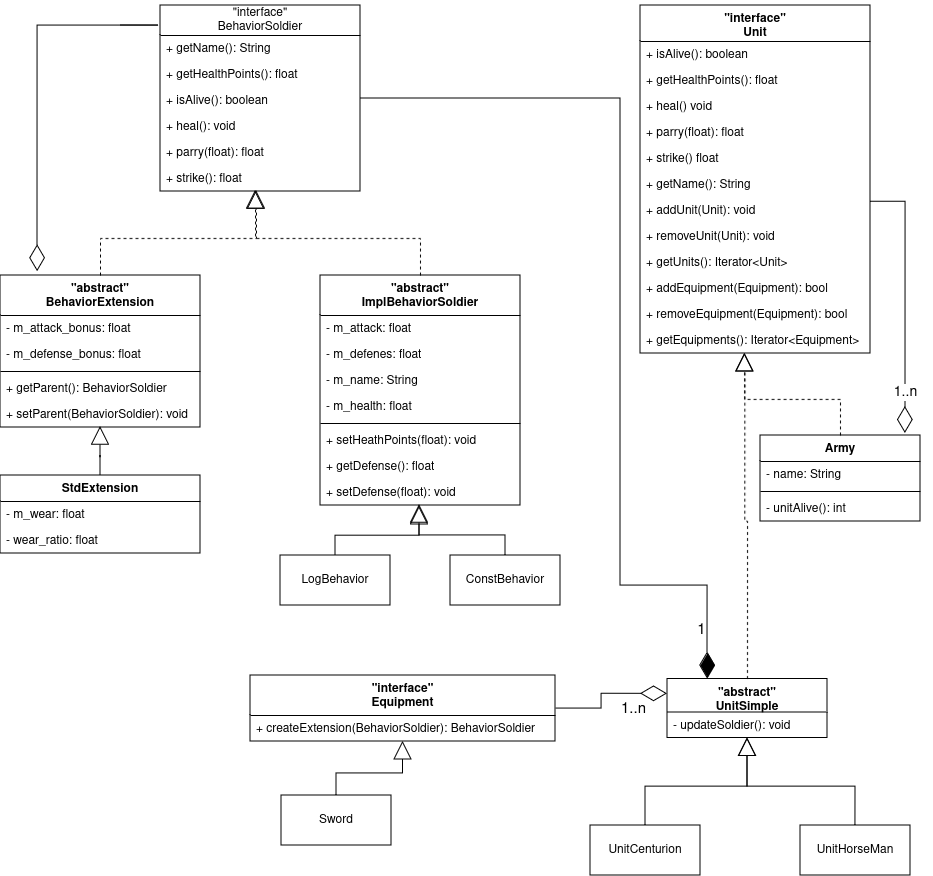 "interface"
BehaviorSoldier
+ getName(): String
+ getHealthPoints(): float
+ isAlive(): boolean
+ heal(): void
+ parry(float): float
+ strike(): float
"interface"
Unit
+ isAlive(): boolean
+ getHealthPoints(): float
+ heal() void
+ parry(float): float
+ strike() float
+ getName(): String
+ addUnit(Unit): void
+ removeUnit(Unit): void
+ getUnits(): Iterator<Unit>
+ addEquipment(Equipment): bool
+ removeEquipment(Equipment): bool
+ getEquipments(): Iterator<Equipment>
"abstract"
BehaviorExtension
- m_attack_bonus: float
- m_defense_bonus: float
+ getParent(): BehaviorSoldier
+ setParent(BehaviorSoldier): void
"abstract"
ImplBehaviorSoldier
- m_attack: float
- m_defenes: float
- m_name: String
- m_health: float
+ setHeathPoints(float): void
+ getDefense(): float
+ setDefense(float): void
1..n
Army
- name: String
- unitAlive(): int
StdExtension
- m_wear: float
- wear_ratio: float
LogBehavior
ConstBehavior
1
"interface"
Equipment
+ createExtension(BehaviorSoldier): BehaviorSoldier
1..n
"abstract"
UnitSimple
- updateSoldier(): void
Sword
UnitCenturion
UnitHorseMan